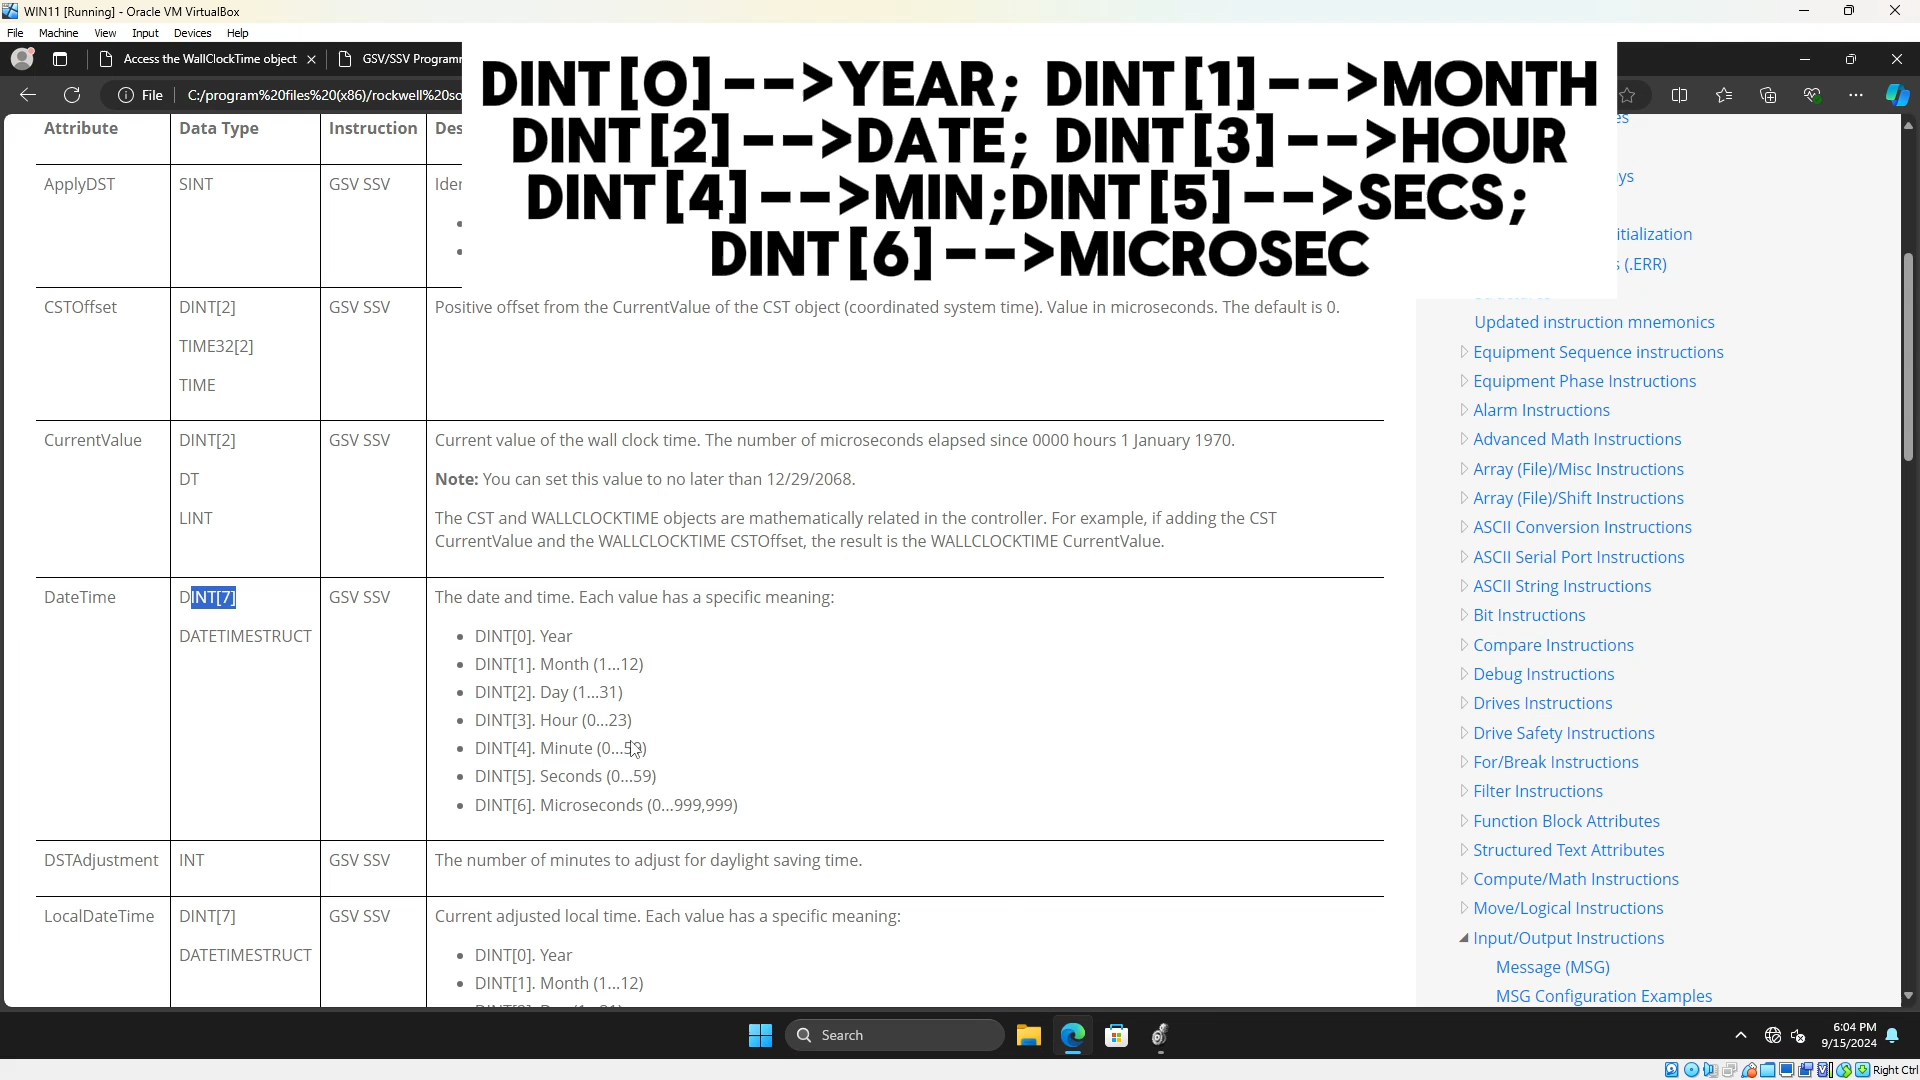 WIN11 [Running] - Oracle VM VirtualBox
File Machine View Input Devices Help
Access the WallClockTime object
GSV/SSV Programm
File
C:/program%20files%20(x86)/rockwell%20so
DINT[0]-->YEAR; DINT[1]-->MONTH
DINT[2]-->DATE; DINT[3]-->HOUR
DINT[4]-->MIN;DINT[5]-->SECS;
DINT[6]-->MICROSEC
Attribute Data Type Instruction Des
ApplyDST SINT GSV SSV Iden
CSTOffset DINT[2] GSV SSV Positive offset from the CurrentValue of the CST object (coordinated system time). Value in microseconds. The default is 0.
TIME32[2]
TIME
CurrentValue DINT[2] GSV SSV Current value of the wall clock time. The number of microseconds elapsed since 0000 hours 1 January 1970.
DT Note: You can set this value to no later than 12/29/2068.
LINT The CST and WALLCLOCKTIME objects are mathematically related in the controller. For example, if adding the CST
CurrentValue and the WALLCLOCKTIME CSTOffset, the result is the WALLCLOCKTIME CurrentValue.
DateTime DINT[7] GSV SSV The date and time. Each value has a specific meaning:
DATETIMESTRUCT
• DINT[0]. Year
• DINT[1]. Month (1...12)
• DINT[2]. Day (1...31)
• DINT[3]. Hour (0...23)
• DINT[4]. Minute (0...59)
• DINT[5]. Seconds (0...59)
• DINT[6]. Microseconds (0...999,999)
DSTAdjustment INT GSV SSV The number of minutes to adjust for daylight saving time.
LocalDateTime DINT[7] GSV SSV Current adjusted local time. Each value has a specific meaning:
DATETIMESTRUCT
• DINT[0]. Year
• DINT[1]. Month (1...12)
es
ys
itialization
(.ERR)
Updated instruction mnemonics
Equipment Sequence instructions
Equipment Phase Instructions
Alarm Instructions
Advanced Math Instructions
Array (File)/Misc Instructions
Array (File)/Shift Instructions
ASCII Conversion Instructions
ASCII Serial Port Instructions
ASCII String Instructions
Bit Instructions
Compare Instructions
Debug Instructions
Drives Instructions
Drive Safety Instructions
For/Break Instructions
Filter Instructions
Function Block Attributes
Structured Text Attributes
Compute/Math Instructions
Move/Logical Instructions
Input/Output Instructions
Message (MSG)
MSG Configuration Examples
Search
6:04 PM
9/15/2024
Right Ctrl